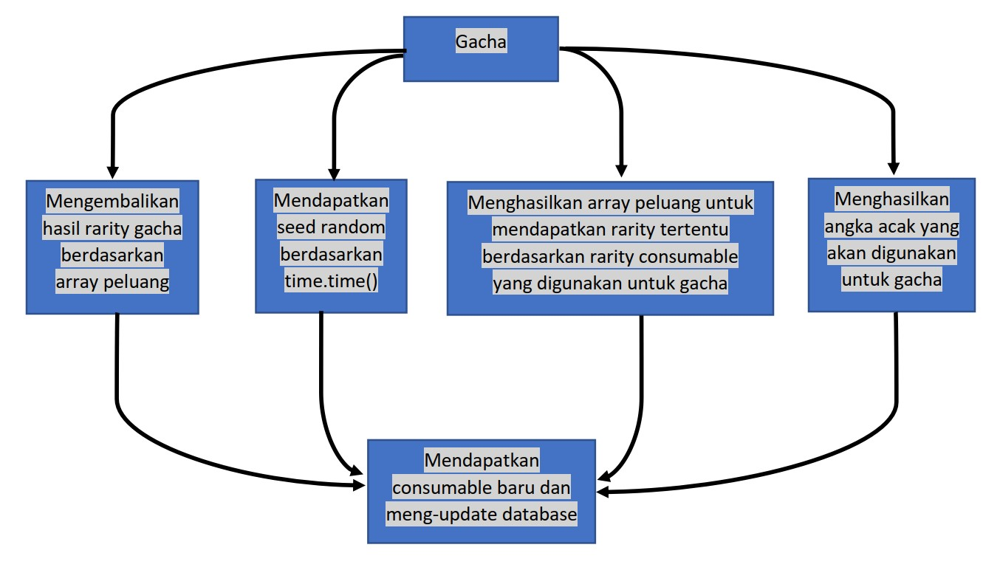 Gacha
Mengembalikan
hasil rarity gacha
berdasarkan
array peluang
Mendapatkan
seed random
berdasarkan
time.time()
Menghasilkan array peluang untuk
mendapatkan rarity tertentu
berdasarkan rarity consumable
yang digunakan untuk gacha
Menghasilkan
angka acak yang
akan digunakan
untuk gacha
Mendapatkan
consumable baru dan
meng-update database